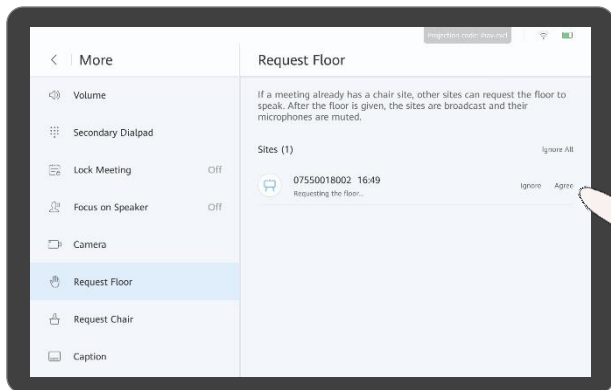 Projection code:
More
Request Floor
Volume
Secondary Dialpad
Lock Meeting Off
Focus on Speaker Off
Camera
Request Floor
Request Chair
Caption
If a meeting already has a chair site, other sites can request the floor to
speak. After the floor is given, the sites are broadcast and their
microphones are muted.
Sites (1)
Ignore All
07550018002 16:49
Requesting the floor...
Ignore Agree